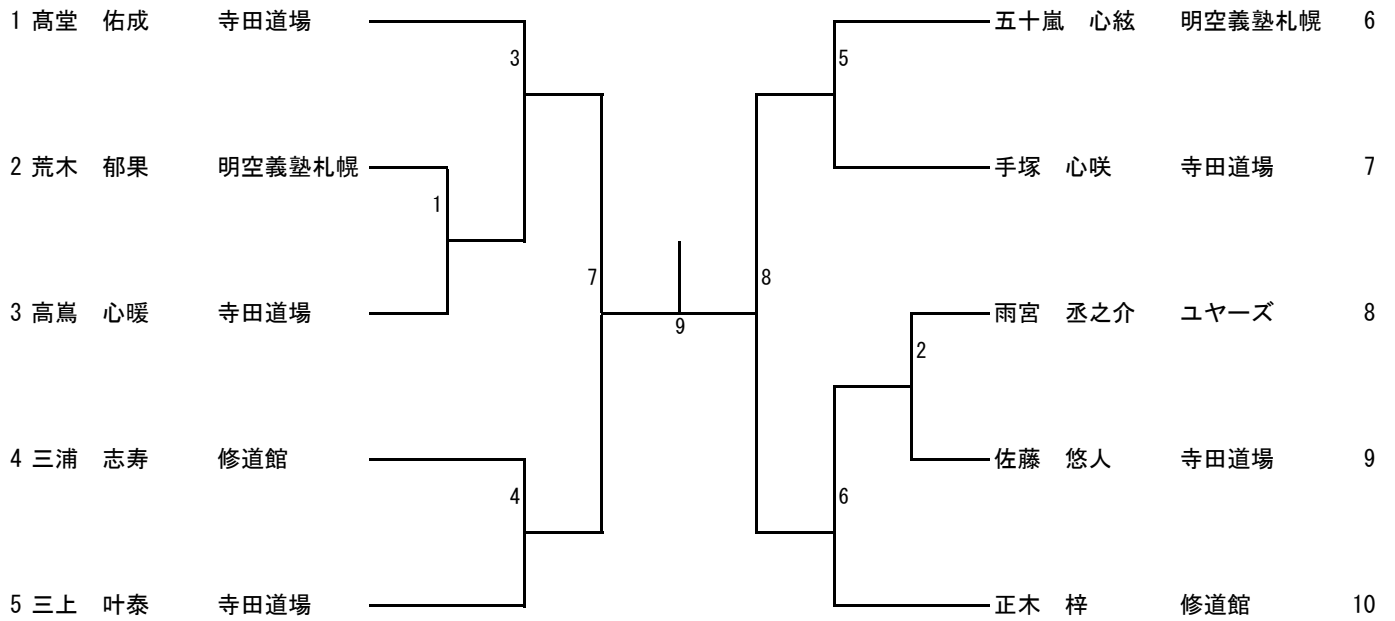 1 髙堂 佑成 寺田道場
3
2 荒木 郁果 明空義塾札幌
1
3 高嶌 心暖 寺田道場
7
4 三浦 志寿 修道館
4
5 三上 叶泰 寺田道場
9
五十嵐 心絃 明空義塾札幌 6
5
手塚 心咲 寺田道場 7
8
雨宮 丞之介 ユヤーズ 8
2
佐藤 悠人 寺田道場 9
6
正木 梓 修道館 10